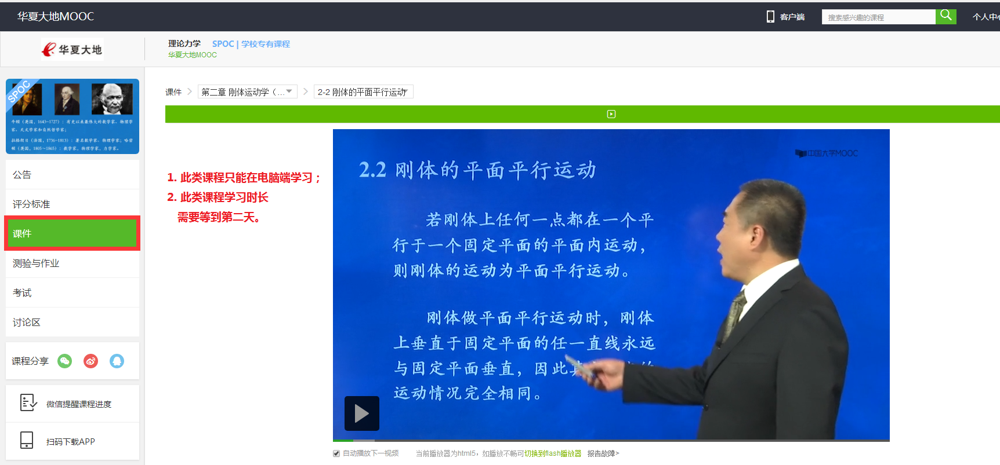 华夏大地MOOC
客户端
搜索感兴趣的课程
个人中心
华夏大地
理论力学 SPOC | 学校专有课程
华夏大地MOOC
SPOC
牛顿（英国，1643~1727）：有史以来最伟大的数学家、物理学
家、天文学家和自然哲学家；
拉格朗日（法国，1736~1813）：著名数学家、物理学家；哈密
顿（英国，1805～1865）：数学家、物理学家、力学家。
公告
评分标准
课件
测验与作业
考试
讨论区
课程分享
微信提醒课程进度
扫码下载APP
课件 > 第二章 刚体运动学（... > 2-2 刚体的平面平行运动
1. 此类课程只能在电脑端学习；
2. 此类课程学习时长
需要等到第二天。
中国大学MOOC
2.2 刚体的平面平行运动
若刚体上任何一点都在一个平
行于一个固定平面的平面内运动，
则刚体的运动为平面平行运动。
刚体做平面平行运动时，刚体
上垂直于固定平面的任一直线永远
与固定平面垂直，因此其
运动情况完全相同。
自动播放下一视频
当前播放器为html5，如播放不畅可切换到flash播放器 报告故障>